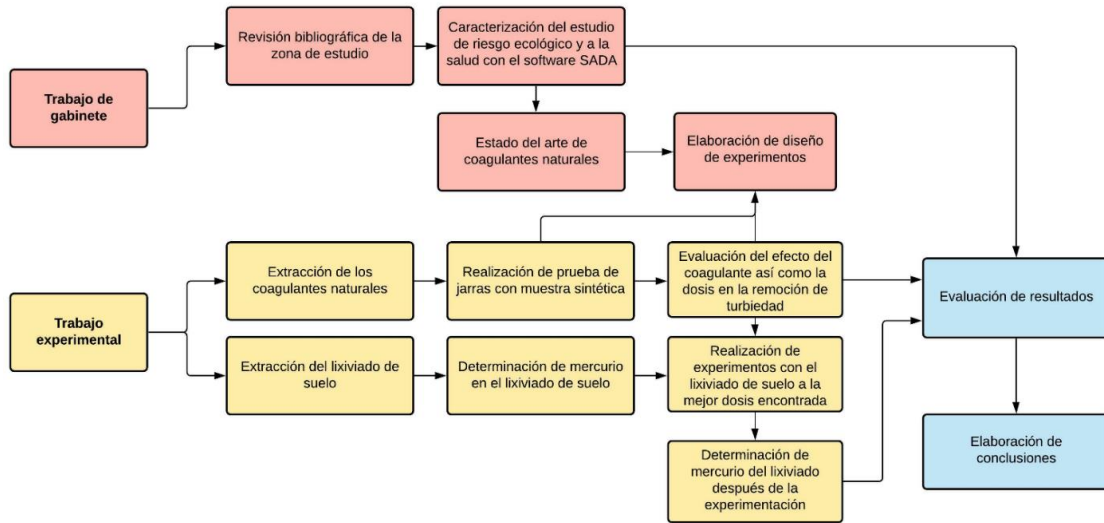 Trabajo de
gabinete
Revisión bibliográfica de la
zona de estudio
Caracterización del estudio
de riesgo ecológico y a la
salud con el software SADA
Estado del arte de
coagulantes naturales
Elaboración de diseño
de experimentos
Trabajo
experimental
Extracción de los
coagulantes naturales
Realización de prueba de
jarras con muestra sintética
Evaluación del efecto del
coagulante así como la
dosis en la remoción de
turbiedad
Extracción del lixiviado de
suelo
Determinación de mercurio
en el lixiviado de suelo
Realización de
experimentos con el
lixiviado de suelo a la
mejor dosis encontrada
Determinación de
mercurio del lixiviado
después de la
experimentación
Evaluación de resultados
Elaboración de
conclusiones